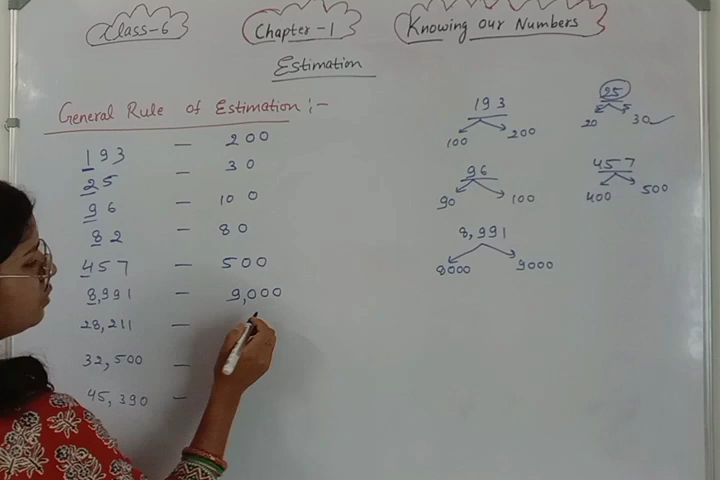 Class-6 Chapter-1 Knowing Our Numbers
Estimation
General Rule of Estimation :-
193 - 200
25 - 30
96 - 100
82 - 80
457 - 500
8,991 - 9,000
28,211 -
32,500 -
45,390 -
193
100 200
25
20 30
96
90 100
457
400 500
8,991
8000 9000